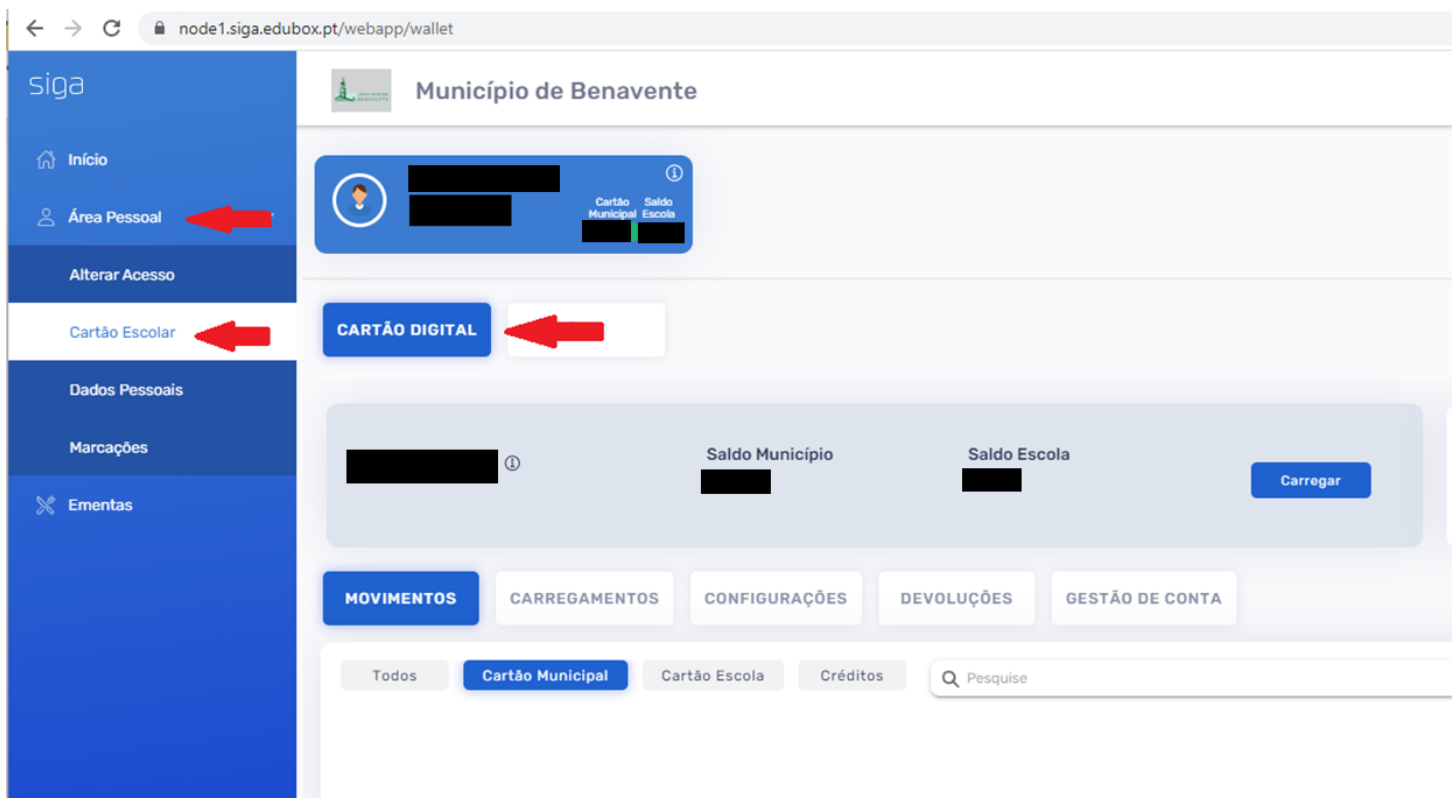 node1.siga.edubox.pt/webapp/wallet
siga
Município de Benavente
Início
Área Pessoal
Alterar Acesso
Cartão Escolar
Dados Pessoais
Marcações
Ementas
Cartão Saldo
Municipal Escola
CARTÃO DIGITAL
Saldo Município Saldo Escola
Carregar
MOVIMENTOS CARREGAMENTOS CONFIGURAÇÕES DEVOLUÇÕES GESTÃO DE CONTA
Todos Cartão Municipal Cartão Escola Créditos Pesquise